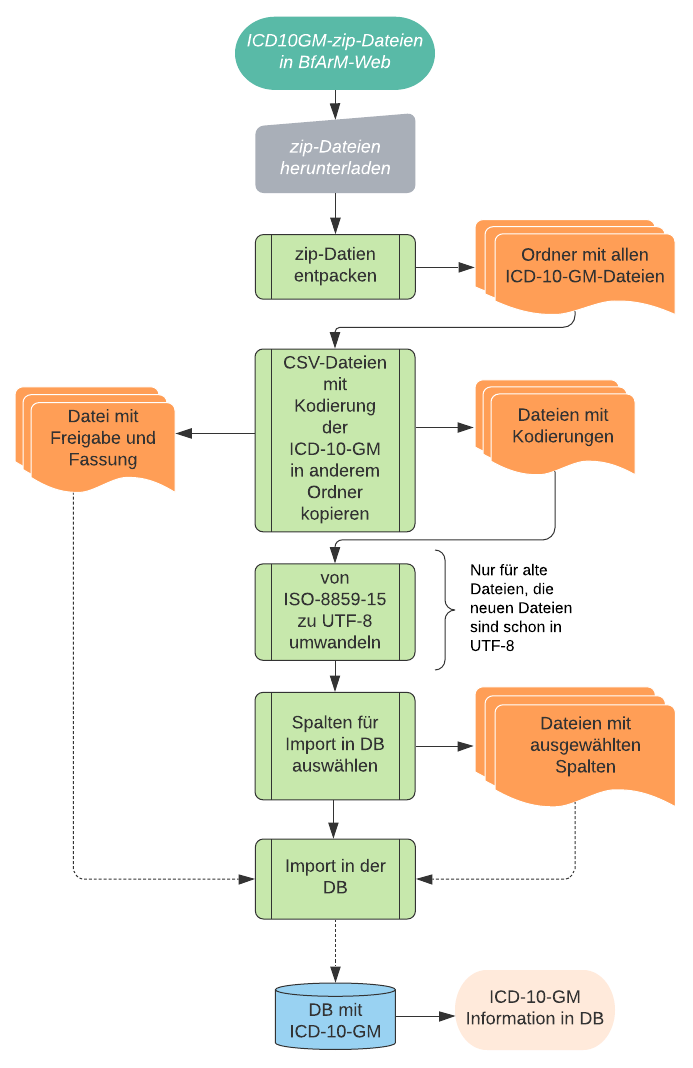 ICD10GM-zip-Dateien
in BfArM-Web
zip-Dateien
herunterladen
zip-Datien
entpacken
Ordner mit allen
ICD-10-GM-Dateien
CSV-Dateien
mit
Kodierung
der
ICD-10-GM
in anderem
Ordner
kopieren
Datei mit
Freigabe und
Fassung
Dateien mit
Kodierungen
von
ISO-8859-15
zu UTF-8
umwandeln
Nur für alte
Dateien, die
neuen Dateien
sind schon in
UTF-8
Spalten für
Import in DB
auswählen
Dateien mit
ausgewählten
Spalten
Import in der
DB
DB mit
ICD-10-GM
ICD-10-GM
Information in DB